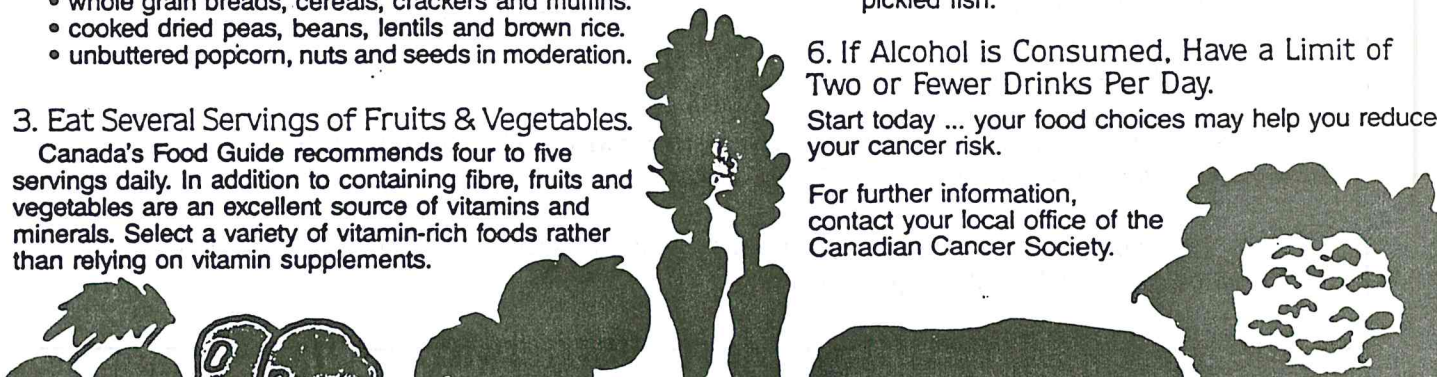 • whole grain breads, cereals, crackers and muffins.
• cooked dried peas, beans, lentils and brown rice.
• unbuttered popcorn, nuts and seeds in moderation.
3. Eat Several Servings of Fruits & Vegetables.
Canada's Food Guide recommends four to five
servings daily. In addition to containing fibre, fruits and
vegetables are an excellent source of vitamins and
minerals. Select a variety of vitamin-rich foods rather
than relying on vitamin supplements.
pickled fish.
6. If Alcohol is Consumed, Have a Limit of
Two or Fewer Drinks Per Day.
Start today ... your food choices may help you reduce
your cancer risk.
For further information,
contact your local office of the
Canadian Cancer Society.